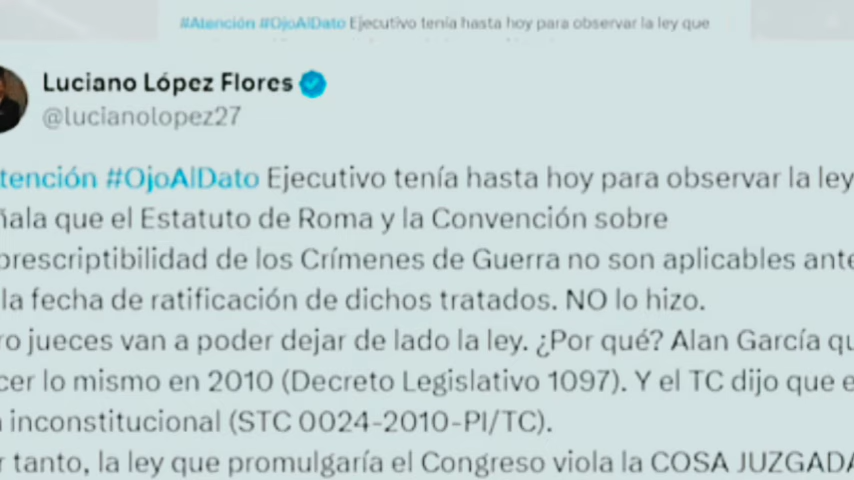 #Atención #OjoAlDato Ejecutivo tenía hasta hoy para observar la ley que
Luciano López Flores
@lucianolopez27
tención #OjoAlDato Ejecutivo tenía hasta hoy para observar la ley
ala que el Estatuto de Roma y la Convención sobre
prescriptibilidad de los Crímenes de Guerra no son aplicables ante
la fecha de ratificación de dichos tratados. NO lo hizo.
ro jueces van a poder dejar de lado la ley. ¿Por qué? Alan García qu
cer lo mismo en 2010 (Decreto Legislativo 1097). Y el TC dijo que e
inconstitucional (STC 0024-2010-PI/TC).
r tanto, la ley que promulgaría el Congreso viola la COSA JUZGADA